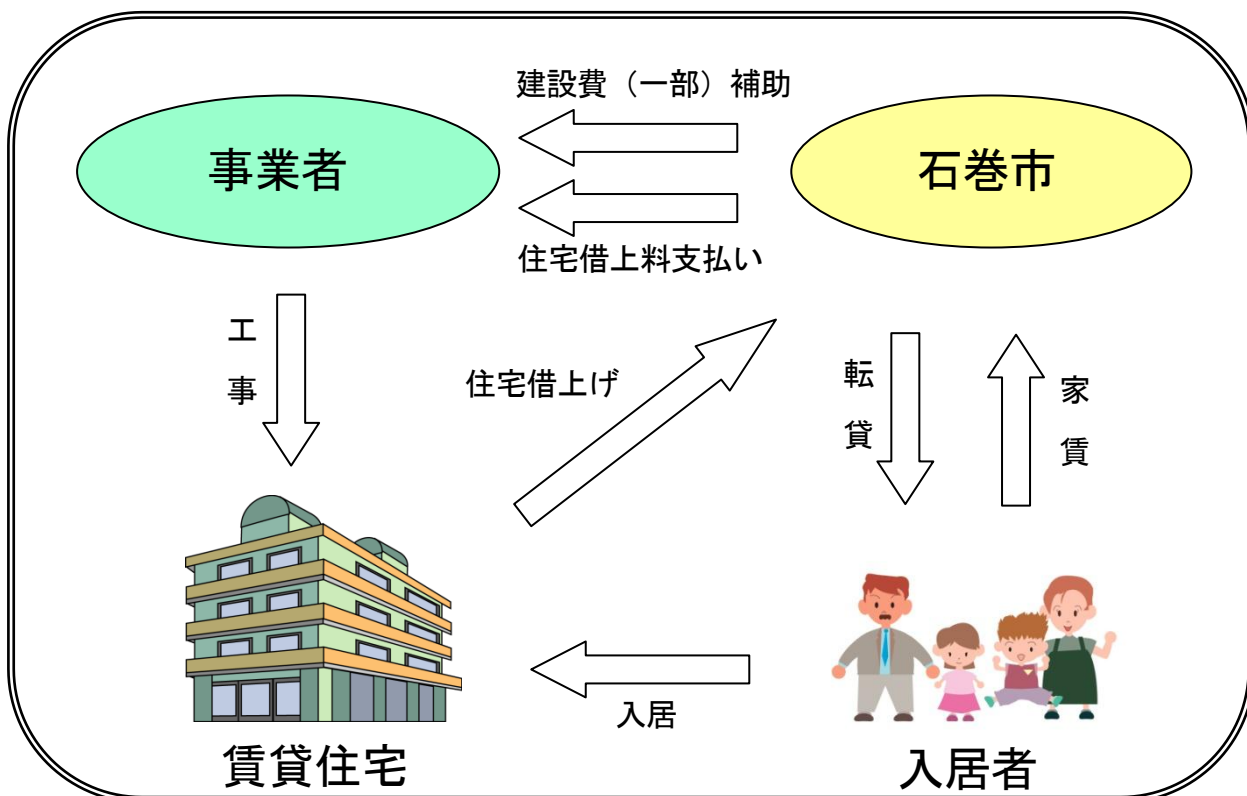 建設費（一部）補助
事業者
石巻市
住宅借上料支払い
工事
住宅借上げ
転貸
家賃
入居
賃貸住宅
入居者